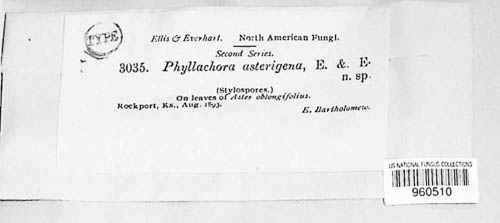 TYPE
Ellis & Everhart. North American Fungi.
Second Series.
3035. Phyllachora asterigena, E. & E.
n. sp.
(Stylospores.)
On leaves of Aster oblongifolius.
Rockport, Ks., Aug. 1893.
E. Bartholomew.
US NATIONAL FUNGUS COLLECTIONS
960510